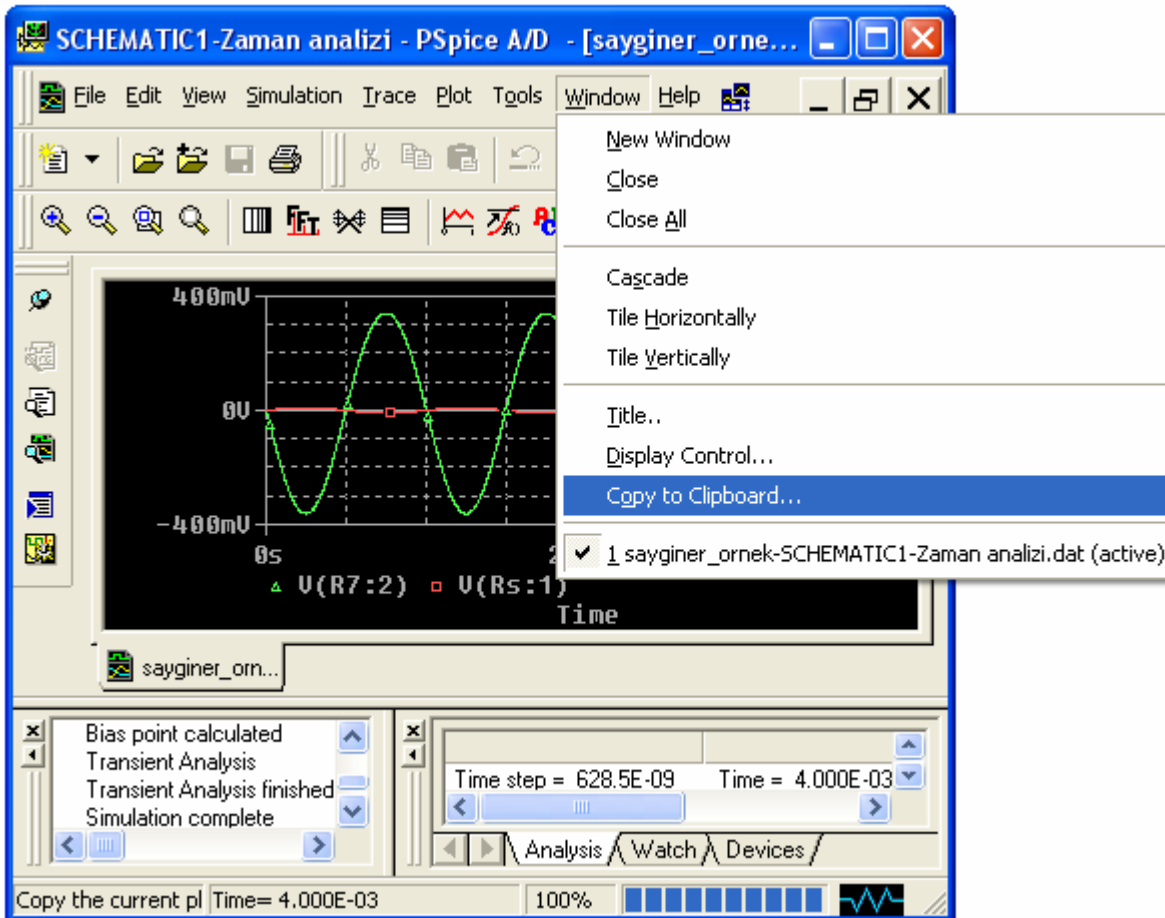 SCHEMATIC1-Zaman analizi - PSpice A/D - [sayginer_orne...
File Edit View Simulation Trace Plot Tools Window Help
New Window
Close
Close All
Cascade
Tile Horizontally
Tile Vertically
Title..
Display Control...
Copy to Clipboard...
1 sayginer_ornek-SCHEMATIC1-Zaman analizi.dat (active)
FFT
400mV
0V
-400mV
0s
V(R7:2) V(Rs:1)
Time
sayginer_orn...
Bias point calculated
Transient Analysis
Transient Analysis finished
Simulation complete
Time step = 628.5E-09 Time = 4.000E-03
Analysis Watch Devices
Copy the current pl Time= 4.000E-03 100%